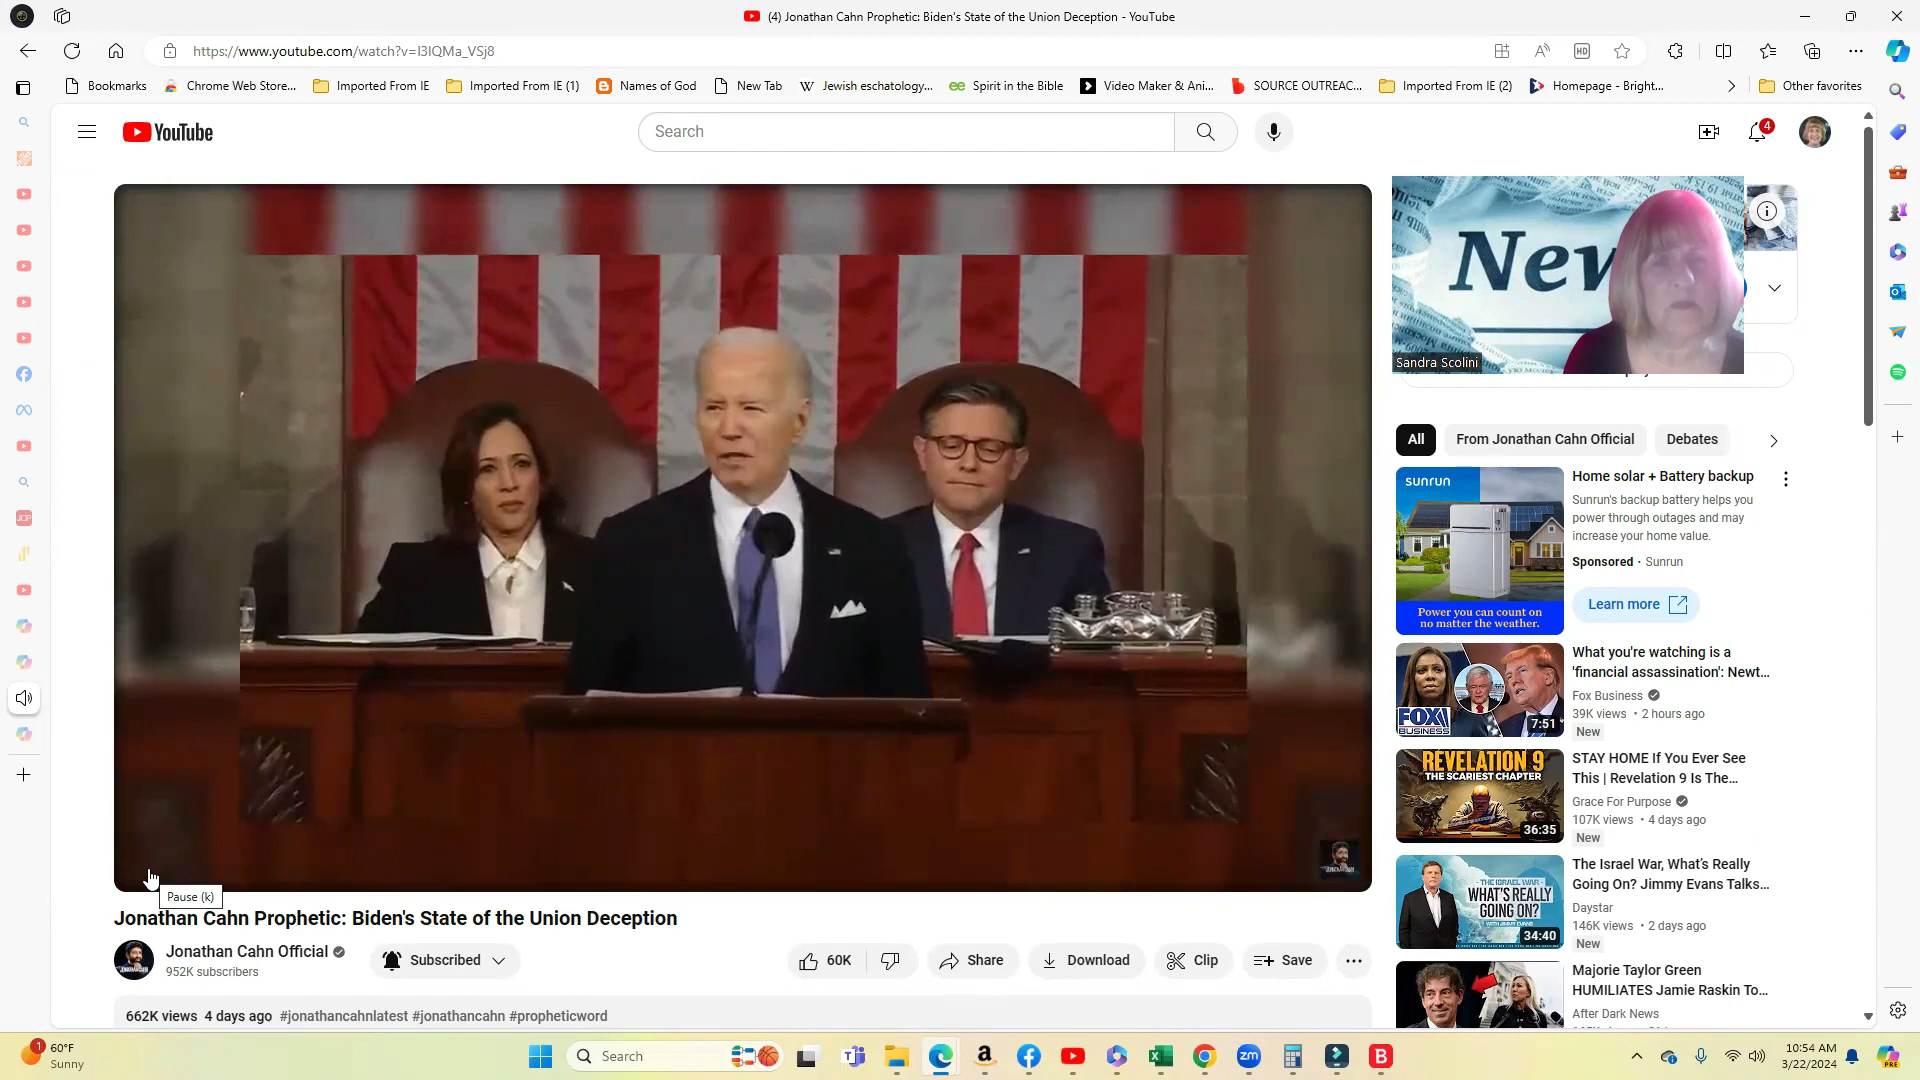 (4) Jonathan Cahn Prophetic: Biden's State of the Union Deception - YouTube
https://www.youtube.com/watch?v=I3IQMa_VSj8
HD
Bookmarks
Chrome Web Store...
Imported From IE
Imported From IE (1)
Names of God
New Tab
Jewish eschatology...
Spirit in the Bible
Video Maker & Ani...
SOURCE OUTREAC...
Imported From IE (2)
Homepage - Bright...
Other favorites
YouTube
Search
4
New
Sandra Scolini
All
From Jonathan Cahn Official
Debates
sunrun
Power you can count on
no matter the weather.
Home solar + Battery backup
Sunrun's backup battery helps you
power through outages and may
increase your home value.
Sponsored · Sunrun
Learn more
FOX
BUSINESS
7:51
What you're watching is a
'financial assassination': Newt...
Fox Business
39K views • 2 hours ago
New
REVELATION 9
THE SCARIEST CHAPTER
36:35
STAY HOME If You Ever See
This | Revelation 9 Is The...
Grace For Purpose
107K views • 4 days ago
New
- THE ISRAEL WAR -
WHAT'S REALLY
GOING ON?
WITH JIMMY EVANS
34:40
The Israel War, What's Really
Going On? Jimmy Evans Talks...
Daystar
146K views • 2 days ago
New
Majorie Taylor Green
HUMILIATES Jamie Raskin To...
After Dark News
Pause (k)
Jonathan Cahn Prophetic: Biden's State of the Union Deception
Jonathan Cahn Official
952K subscribers
Subscribed
60K
Share
Download
Clip
Save
662K views 4 days ago #jonathancahnlatest #jonathancahn #propheticword
1
60°F
Sunny
Search
zm
B
10:54 AM
3/22/2024
PRE